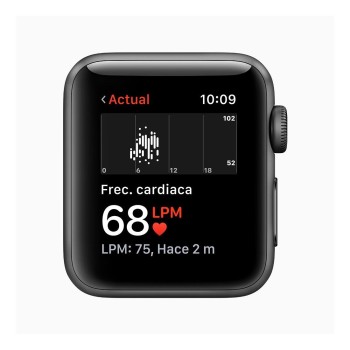 ‹ Actual 10:09
102
52
0 6 12 18
Frec. cardiaca
68 LPM
LPM: 75, Hace 2 m